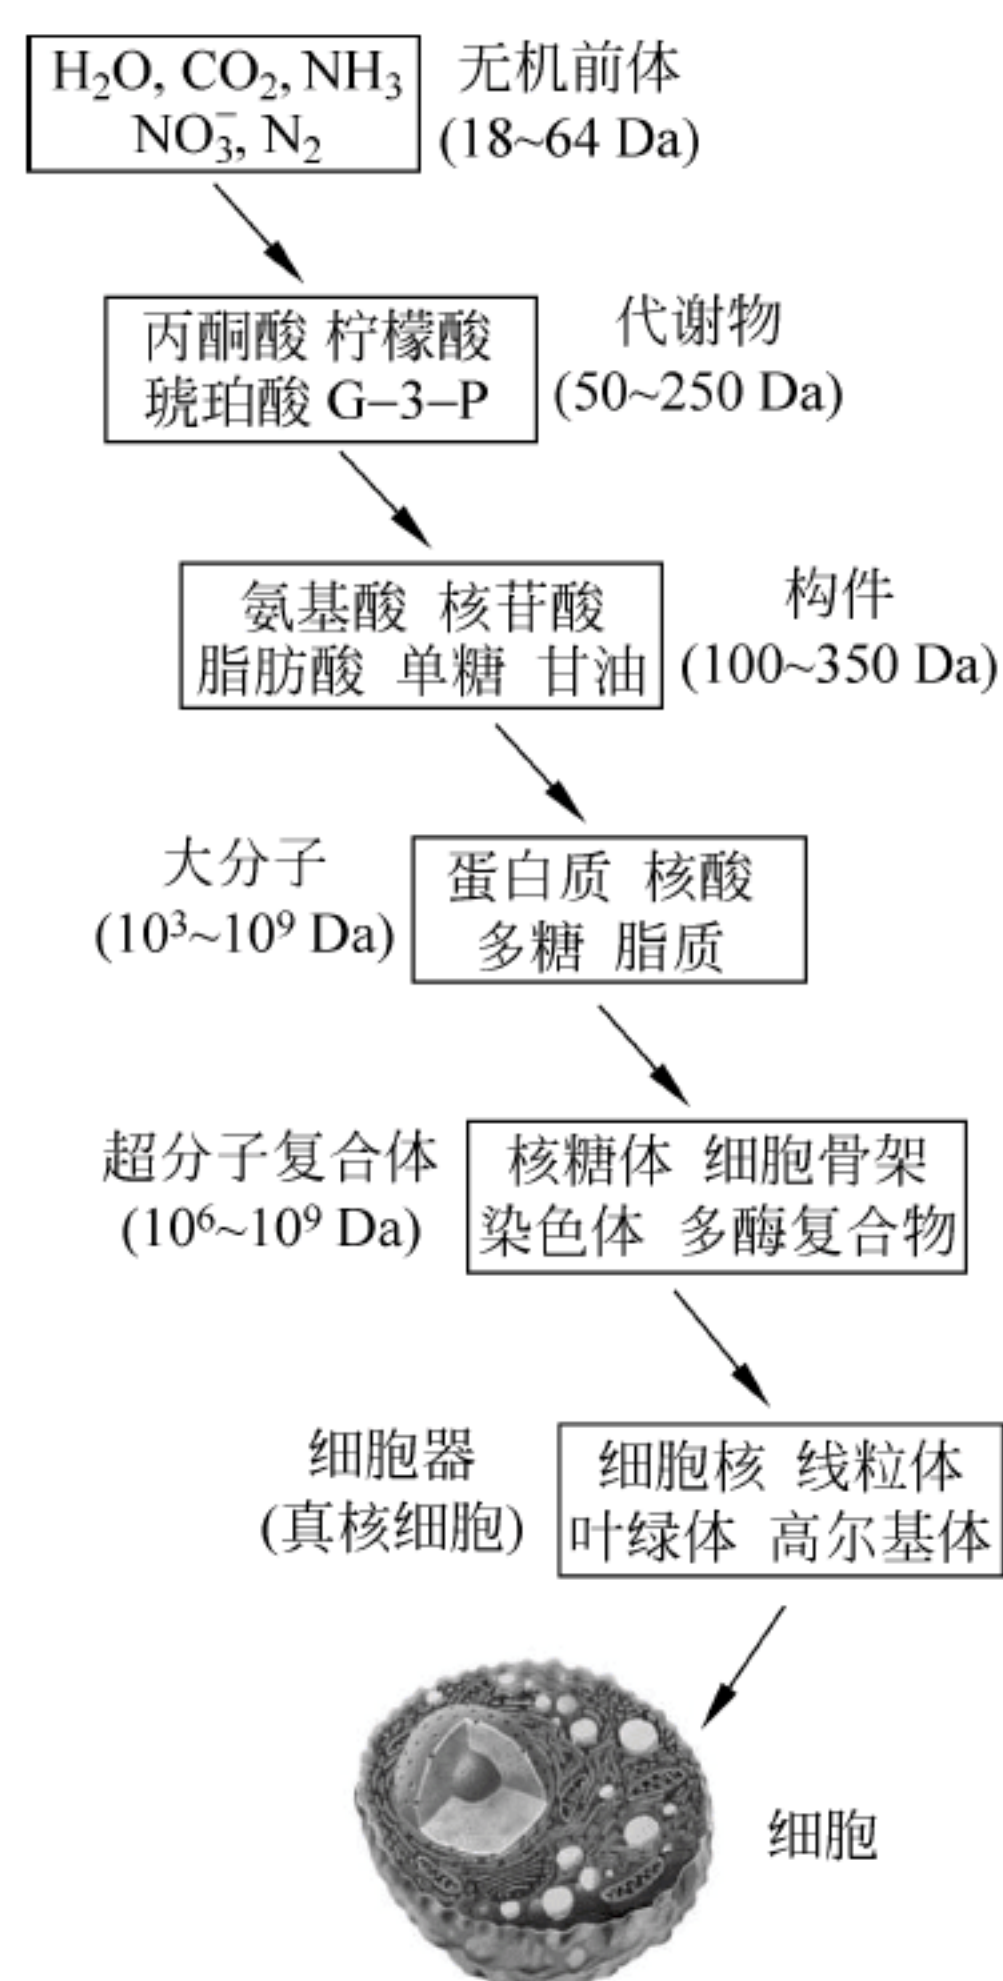 H₂O, CO₂, NH₃
NO₃⁻, N₂
无机前体
(18~64 Da)
丙酮酸 柠檬酸
琥珀酸 G–3–P
代谢物
(50~250 Da)
氨基酸 核苷酸
脂肪酸 单糖 甘油
构件
(100~350 Da)
大分子
(10³~10⁹ Da)
蛋白质 核酸
多糖 脂质
超分子复合体
(10⁶~10⁹ Da)
核糖体 细胞骨架
染色体 多酶复合物
细胞器
(真核细胞)
细胞核 线粒体
叶绿体 高尔基体
细胞